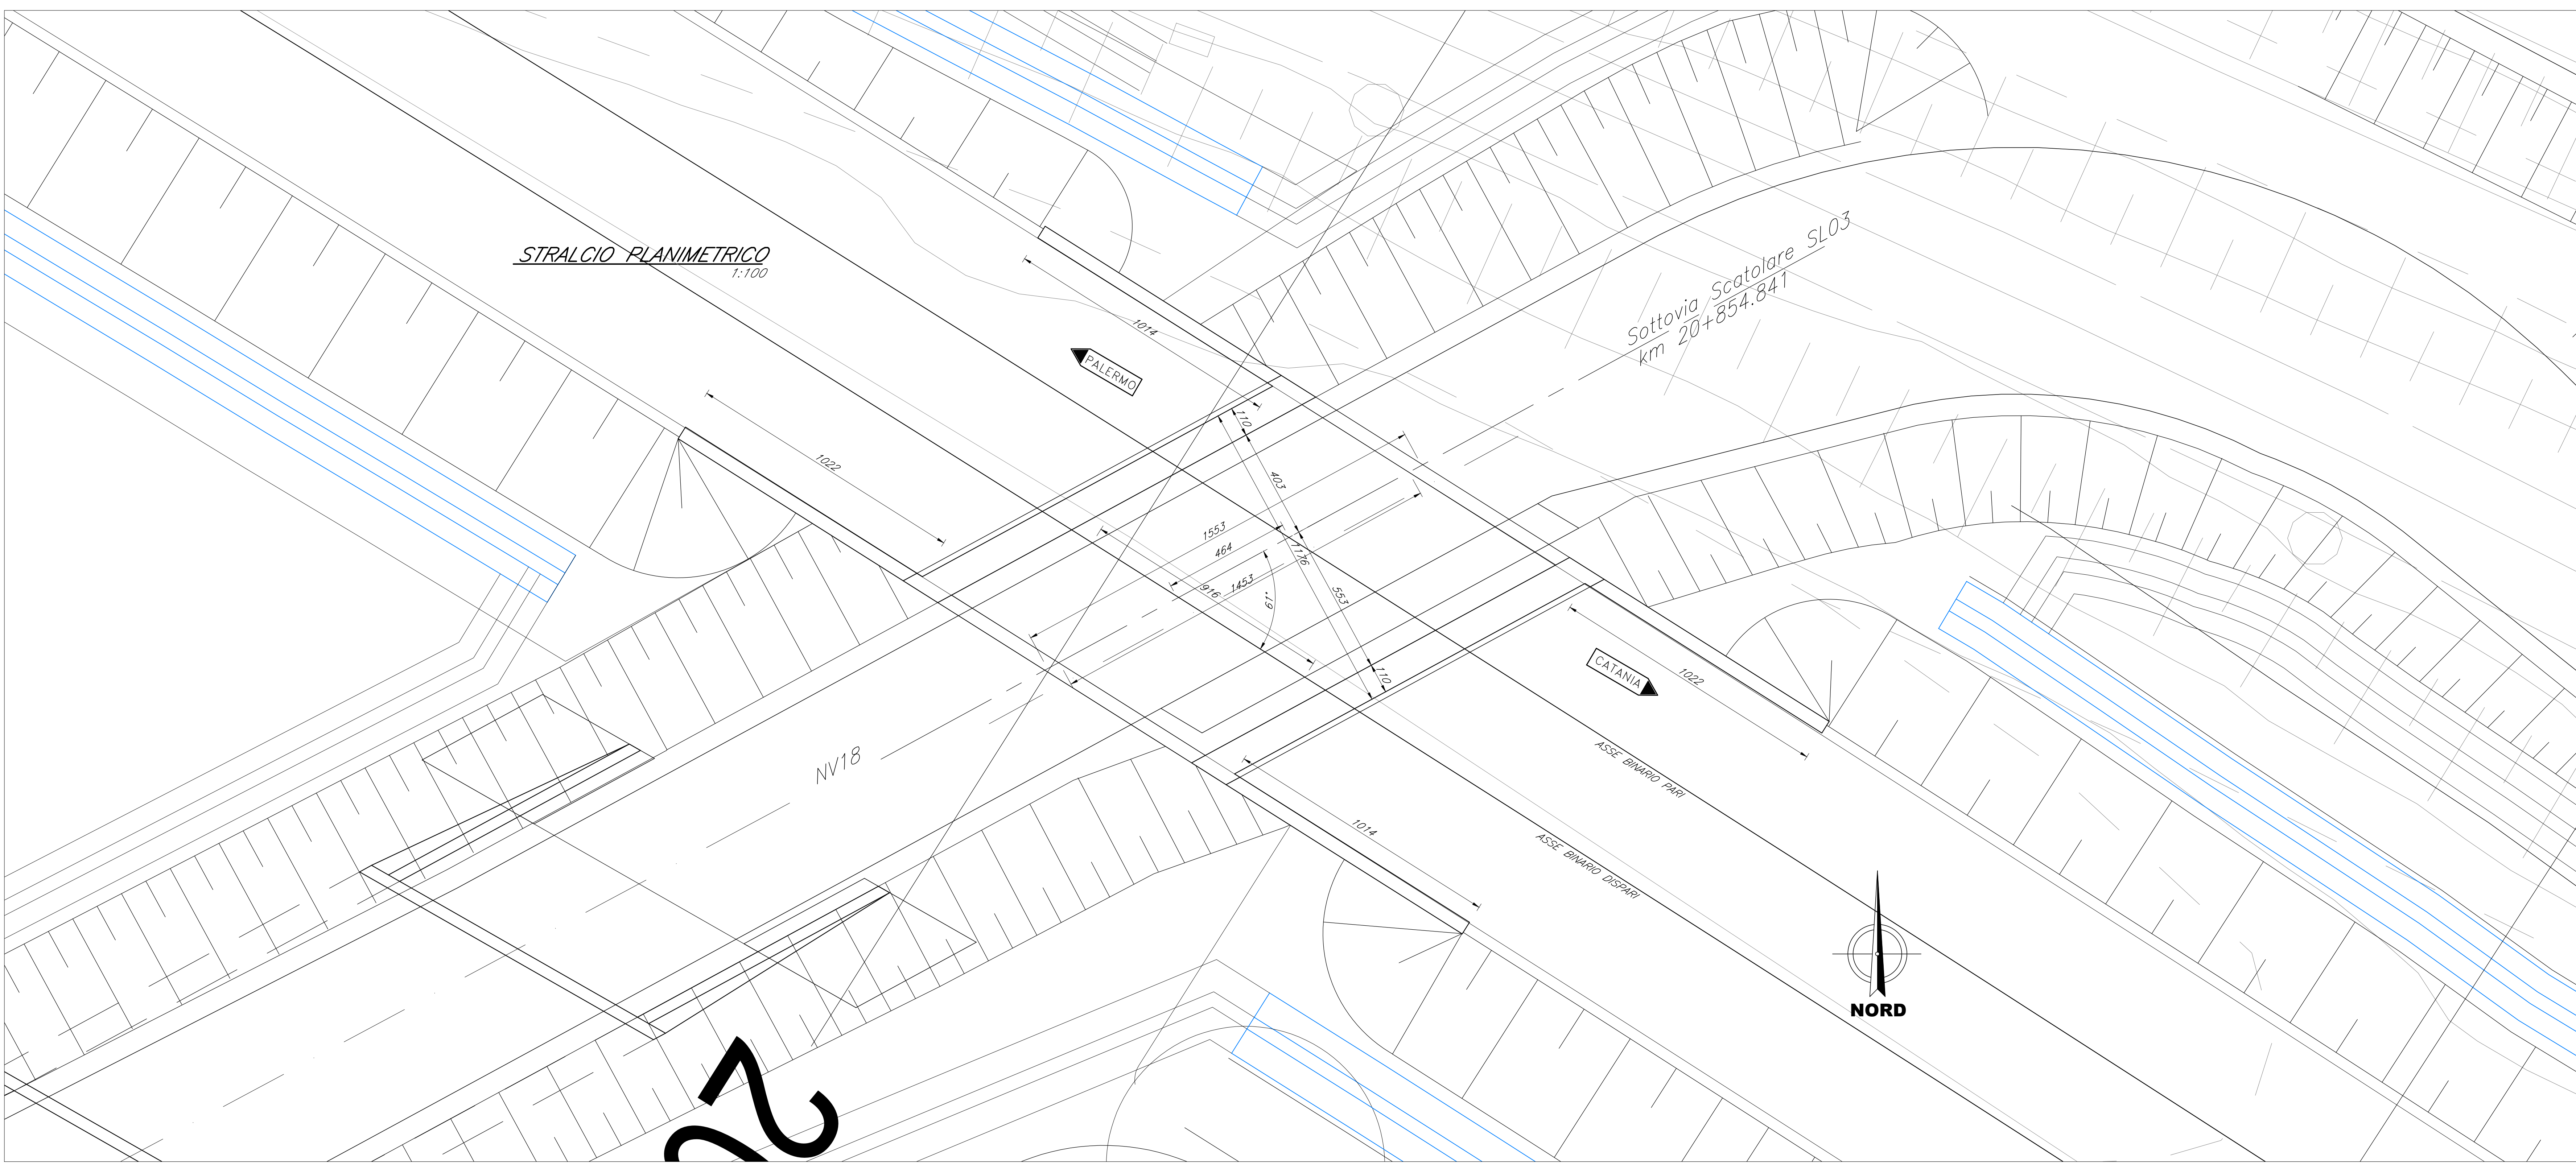 STRALCIO PLANIMETRICO
1:100
Sottovia Scatolare SL03
km 20+854.841
1014
PALERMO
110
1022
403
1553
464
1176
916
1453
61°
553
110
CATANIA
1022
NV18
ASSE BINARIO PARI
1014
ASSE BINARIO DISPARI
NORD
2